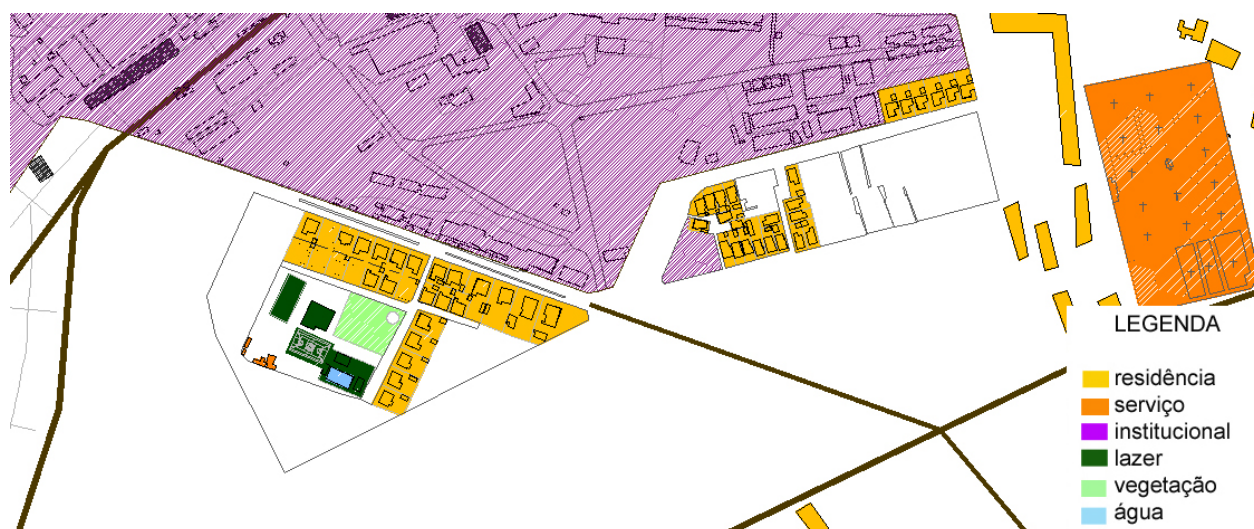 LEGENDA
residência
serviço
institucional
lazer
vegetação
água